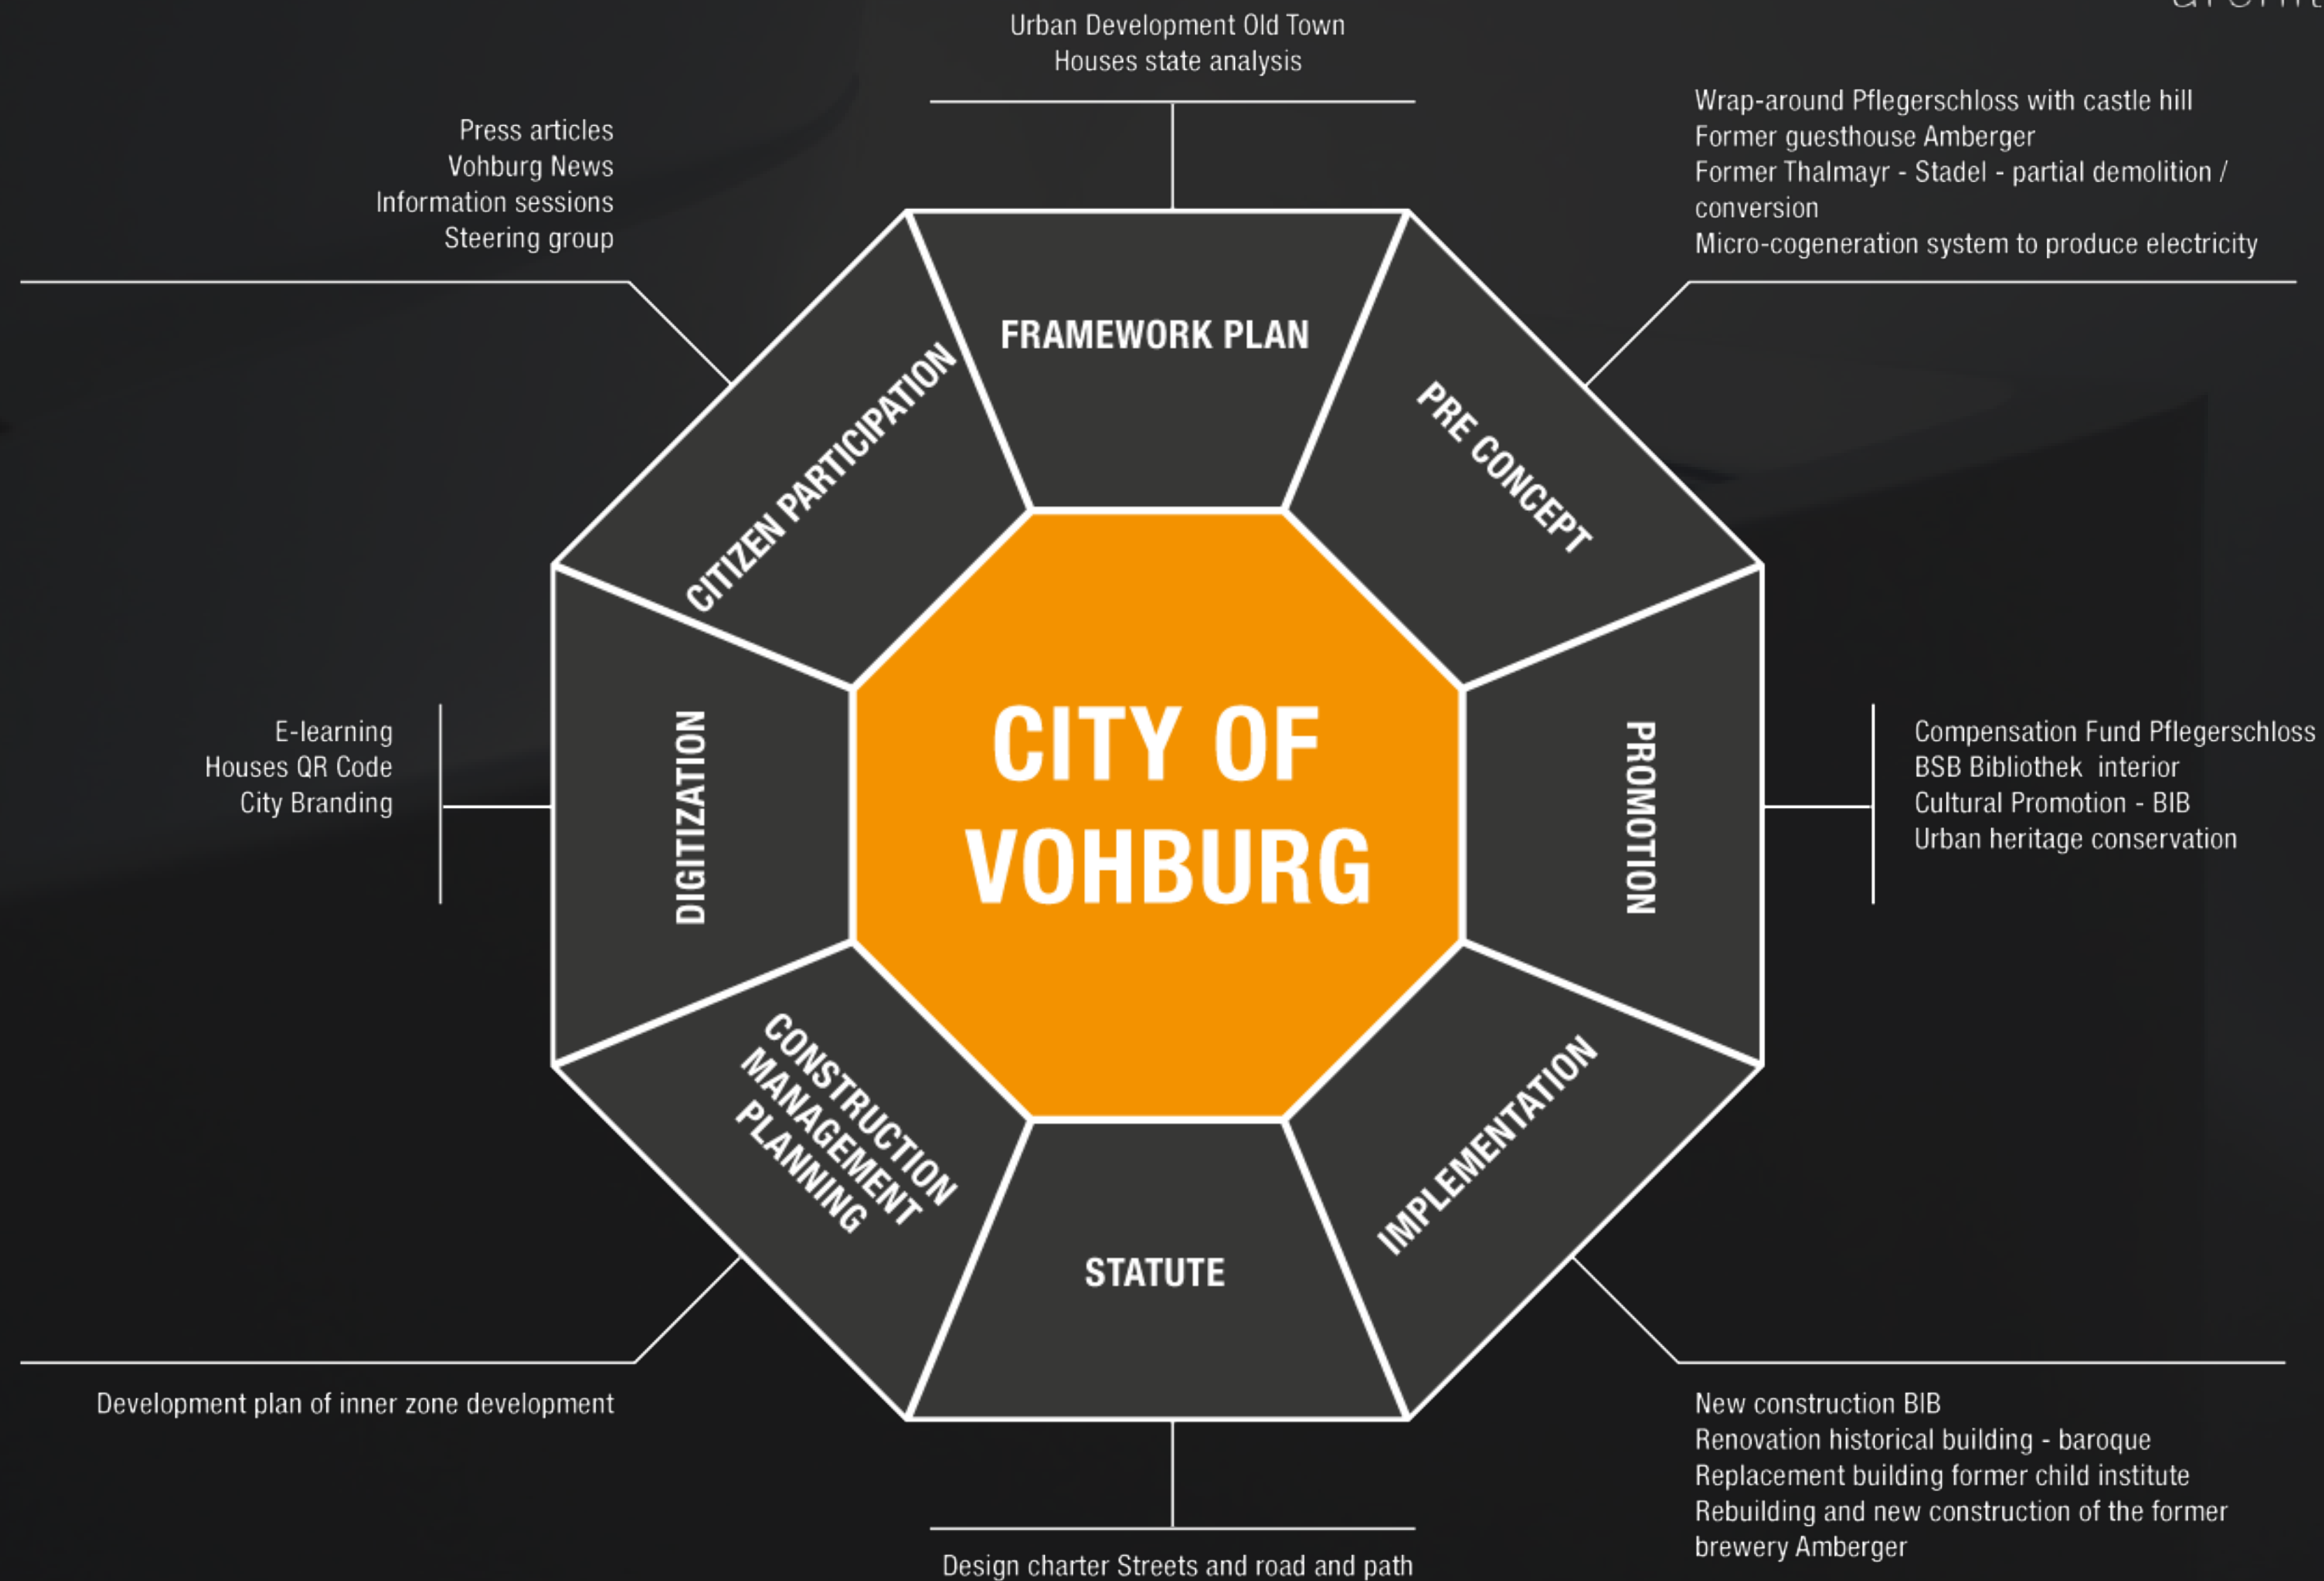 Urban Development Old Town
Houses state analysis
Press articles
Vohburg News
Information sessions
Steering group
Wrap-around Pflegerschloss with castle hill
Former guesthouse Amberger
Former Thalmayr - Stadel - partial demolition /
conversion
Micro-cogeneration system to produce electricity
FRAMEWORK PLAN
CITIZEN PARTICIPATION
PRE CONCEPT
CITY OF
VOHBURG
E-learning
Houses QR Code
City Branding
DIGITIZATION
PROMOTION
Compensation Fund Pflegerschloss
BSB Bibliothek interior
Cultural Promotion - BIB
Urban heritage conservation
CONSTRUCTION
MANAGEMENT
PLANNING
STATUTE
IMPLEMENTATION
Development plan of inner zone development
Design charter Streets and road and path
New construction BIB
Renovation historical building - baroque
Replacement building former child institute
Rebuilding and new construction of the former
brewery Amberger